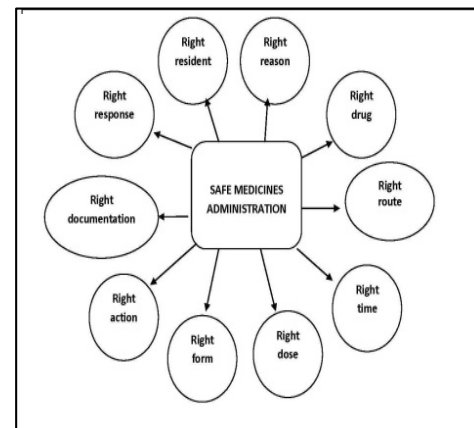 Right
resident
Right
reason
Right
drug
Right
route
Right
time
Right
dose
Right
form
Right
action
Right
documentation
Right
response
SAFE MEDICINES
ADMINISTRATION